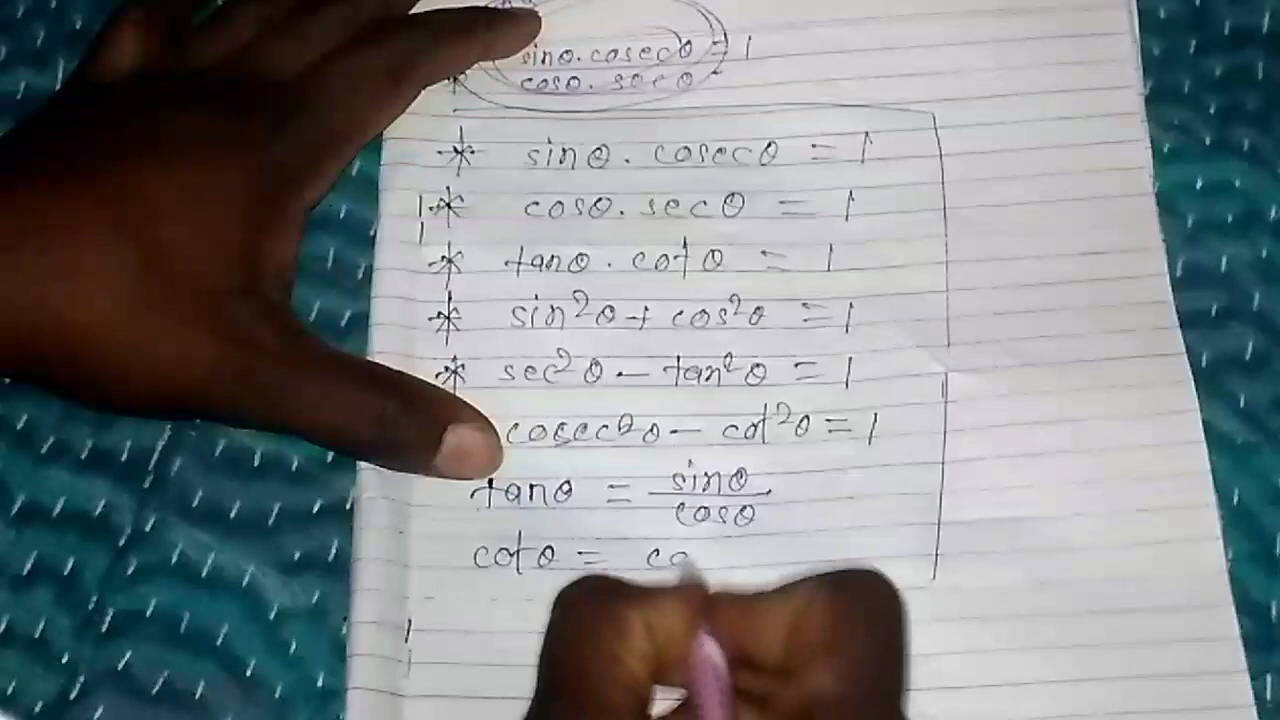 sinθ.cosecθ = 1
cosθ. secθ
* sinθ . cosecθ = 1
* cosθ. secθ = 1
* tanθ . cotθ = 1
* sin²θ + cos²θ = 1
* sec²θ - tan²θ = 1
cosec²θ - cot²θ = 1
tanθ = sinθ
cosθ
cotθ = co